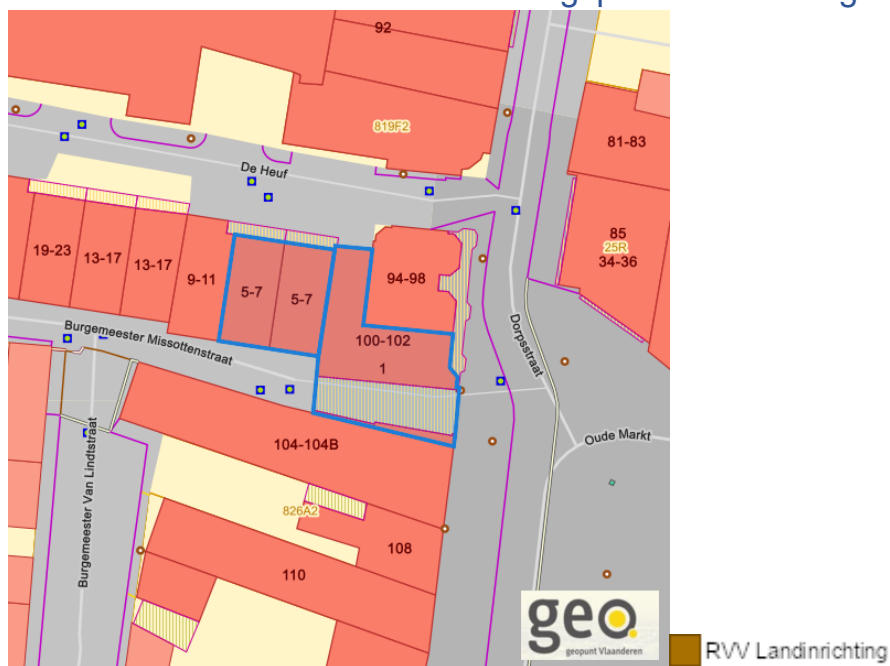 92
819F2
81-83
De Heuf
85
25R
34-36
19-23
13-17
13-17
9-11
5-7
5-7
94-98
Burgemeester Missottenstraat
100-102
1
Dorpsstraat
Oude Markt
104-104B
Burgemeester Van Lindtstraat
826A2
108
110
geo
geopunt Vlaanderen
RVV Landinrichting